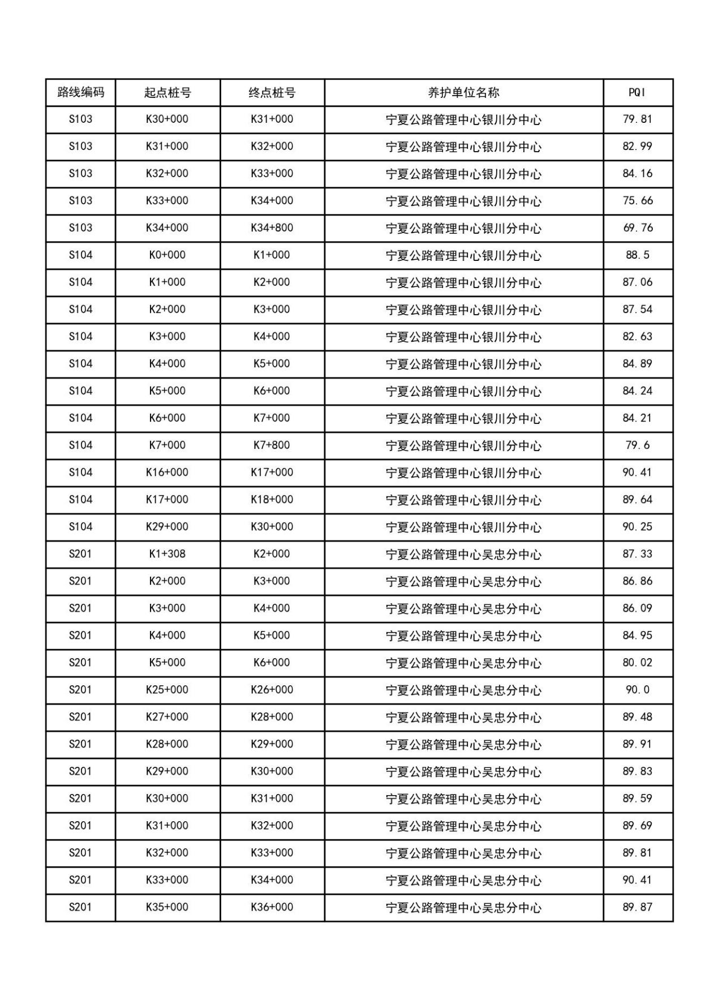 路线编码 起点桩号 终点桩号 养护单位名称 PQI
S103 K30+000 K31+000 宁夏公路管理中心银川分中心 79.81
S103 K31+000 K32+000 宁夏公路管理中心银川分中心 82.99
S103 K32+000 K33+000 宁夏公路管理中心银川分中心 84.16
S103 K33+000 K34+000 宁夏公路管理中心银川分中心 75.66
S103 K34+000 K34+800 宁夏公路管理中心银川分中心 69.76
S104 K0+000 K1+000 宁夏公路管理中心银川分中心 88.5
S104 K1+000 K2+000 宁夏公路管理中心银川分中心 87.06
S104 K2+000 K3+000 宁夏公路管理中心银川分中心 87.54
S104 K3+000 K4+000 宁夏公路管理中心银川分中心 82.63
S104 K4+000 K5+000 宁夏公路管理中心银川分中心 84.89
S104 K5+000 K6+000 宁夏公路管理中心银川分中心 84.24
S104 K6+000 K7+000 宁夏公路管理中心银川分中心 84.21
S104 K7+000 K7+800 宁夏公路管理中心银川分中心 79.6
S104 K16+000 K17+000 宁夏公路管理中心银川分中心 90.41
S104 K17+000 K18+000 宁夏公路管理中心银川分中心 89.64
S104 K29+000 K30+000 宁夏公路管理中心银川分中心 90.25
S201 K1+308 K2+000 宁夏公路管理中心吴忠分中心 87.33
S201 K2+000 K3+000 宁夏公路管理中心吴忠分中心 86.86
S201 K3+000 K4+000 宁夏公路管理中心吴忠分中心 86.09
S201 K4+000 K5+000 宁夏公路管理中心吴忠分中心 84.95
S201 K5+000 K6+000 宁夏公路管理中心吴忠分中心 80.02
S201 K25+000 K26+000 宁夏公路管理中心吴忠分中心 90.0
S201 K27+000 K28+000 宁夏公路管理中心吴忠分中心 89.48
S201 K28+000 K29+000 宁夏公路管理中心吴忠分中心 89.91
S201 K29+000 K30+000 宁夏公路管理中心吴忠分中心 89.83
S201 K30+000 K31+000 宁夏公路管理中心吴忠分中心 89.59
S201 K31+000 K32+000 宁夏公路管理中心吴忠分中心 89.69
S201 K32+000 K33+000 宁夏公路管理中心吴忠分中心 89.81
S201 K33+000 K34+000 宁夏公路管理中心吴忠分中心 90.41
S201 K35+000 K36+000 宁夏公路管理中心吴忠分中心 89.87